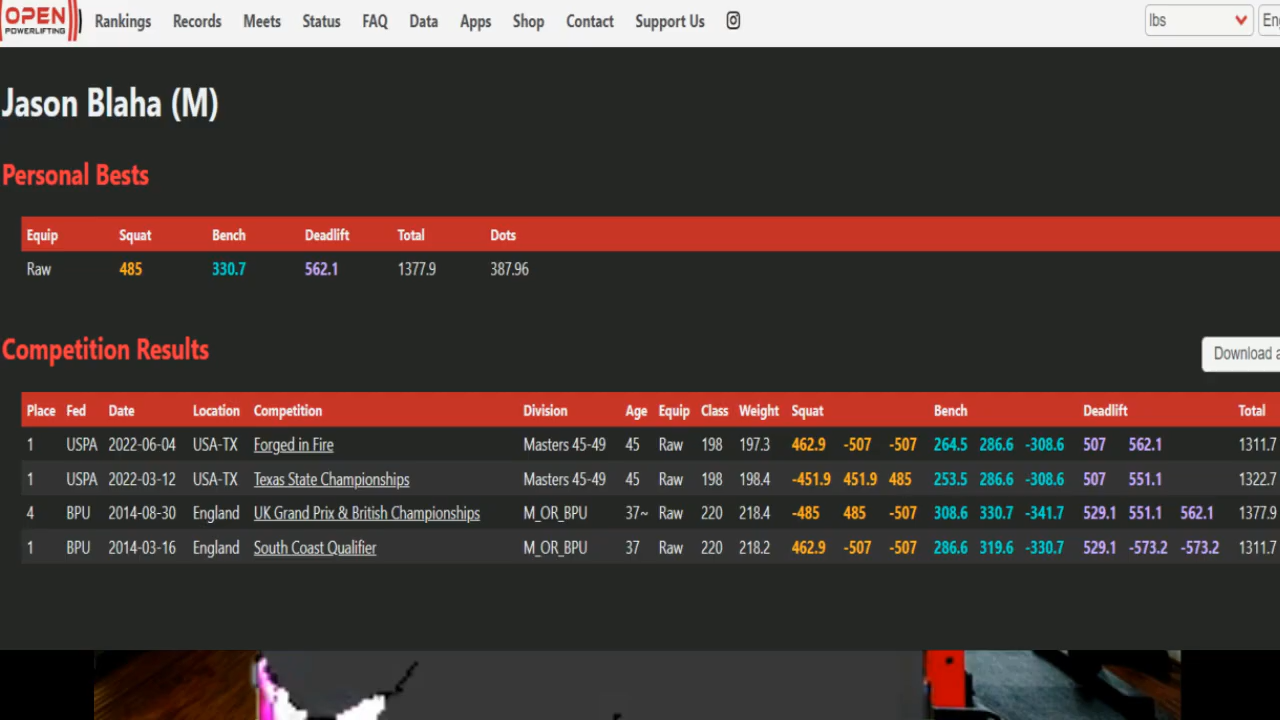 OPEN POWERLIFTING Rankings Records Meets Status FAQ Data Apps Shop Contact Support Us lbs
Jason Blaha (M)
Personal Bests
Equip Squat Bench Deadlift Total Dots
Raw 485 330.7 562.1 1377.9 387.96
Competition Results
Download
Place Fed Date Location Competition Division Age Equip Class Weight Squat Bench Deadlift Total
1 USPA 2022-06-04 USA-TX Forged in Fire Masters 45-49 45 Raw 198 197.3 462.9 -507 -507 264.5 286.6 -308.6 507 562.1 1311.7
1 USPA 2022-03-12 USA-TX Texas State Championships Masters 45-49 45 Raw 198 198.4 -451.9 451.9 485 253.5 286.6 -308.6 507 551.1 1322.7
4 BPU 2014-08-30 England UK Grand Prix & British Championships M_OR_BPU 37~ Raw 220 218.4 -485 485 -507 308.6 330.7 -341.7 529.1 551.1 562.1 1377.9
1 BPU 2014-03-16 England South Coast Qualifier M_OR_BPU 37 Raw 220 218.2 462.9 -507 -507 286.6 319.6 -330.7 529.1 -573.2 -573.2 1311.7